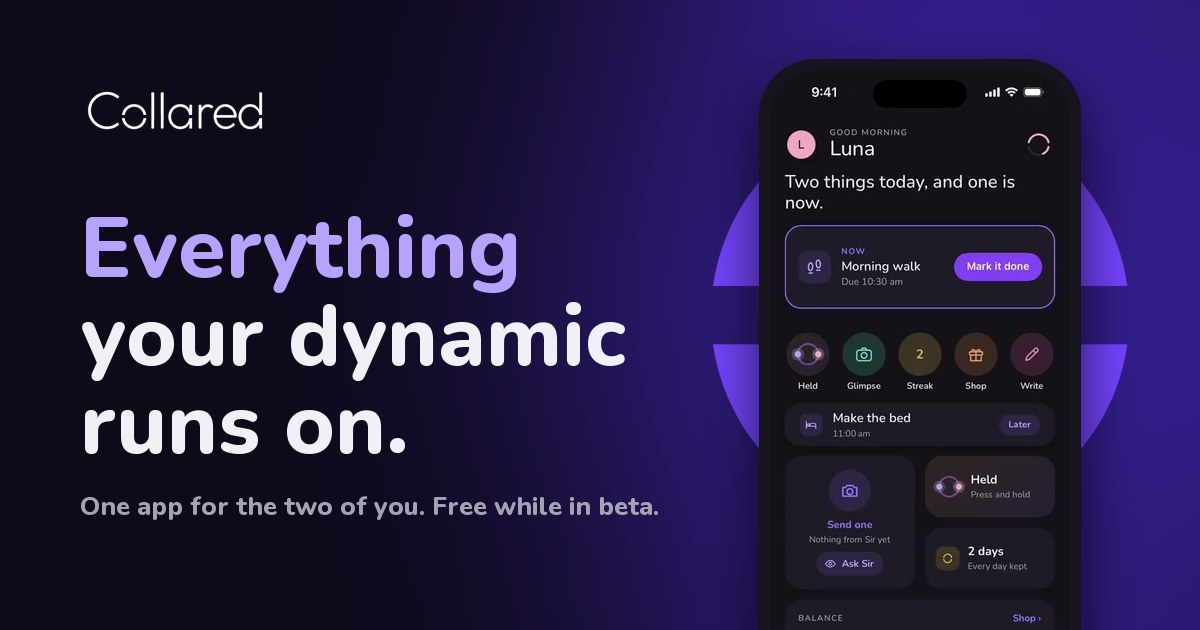 Collared
Everything
your dynamic
runs on.
One app for the two of you. Free while in beta.
9:41
L
GOOD MORNING
Luna
Two things today, and one is
now.
NOW
Morning walk
Due 10:30 am
Mark it done
2
Held
Glimpse
Streak
Shop
Write
Make the bed
11:00 am
Later
Send one
Nothing from Sir yet
Ask Sir
Held
Press and hold
2 days
Every day kept
BALANCE
Shop ›